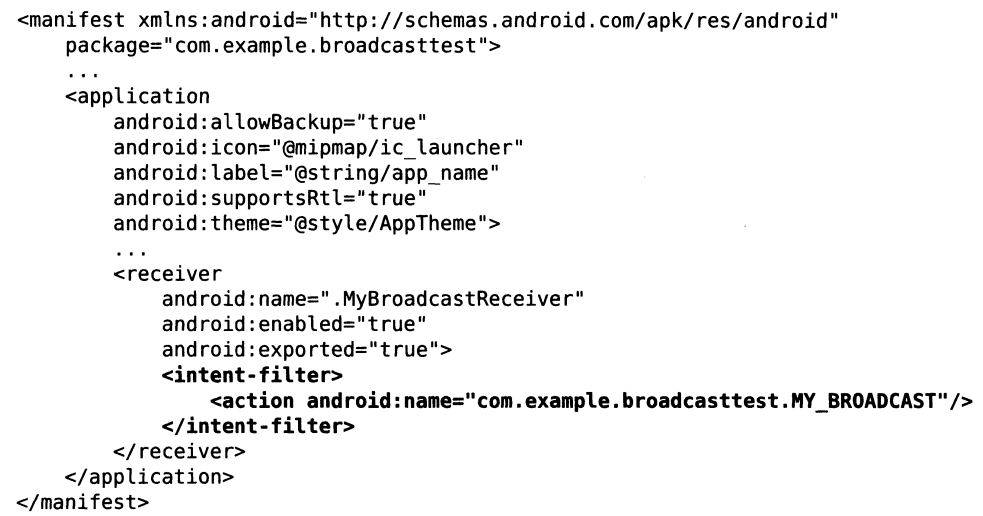 <manifest xmlns:android="http://schemas.android.com/apk/res/android"
    package="com.example.broadcasttest">
    ...
    <application
        android:allowBackup="true"
        android:icon="@mipmap/ic_launcher"
        android:label="@string/app_name"
        android:supportsRtl="true"
        android:theme="@style/AppTheme">
        ...
        <receiver
            android:name=".MyBroadcastReceiver"
            android:enabled="true"
            android:exported="true">
            <intent-filter>
                <action android:name="com.example.broadcasttest.MY_BROADCAST"/>
            </intent-filter>
        </receiver>
    </application>
</manifest>